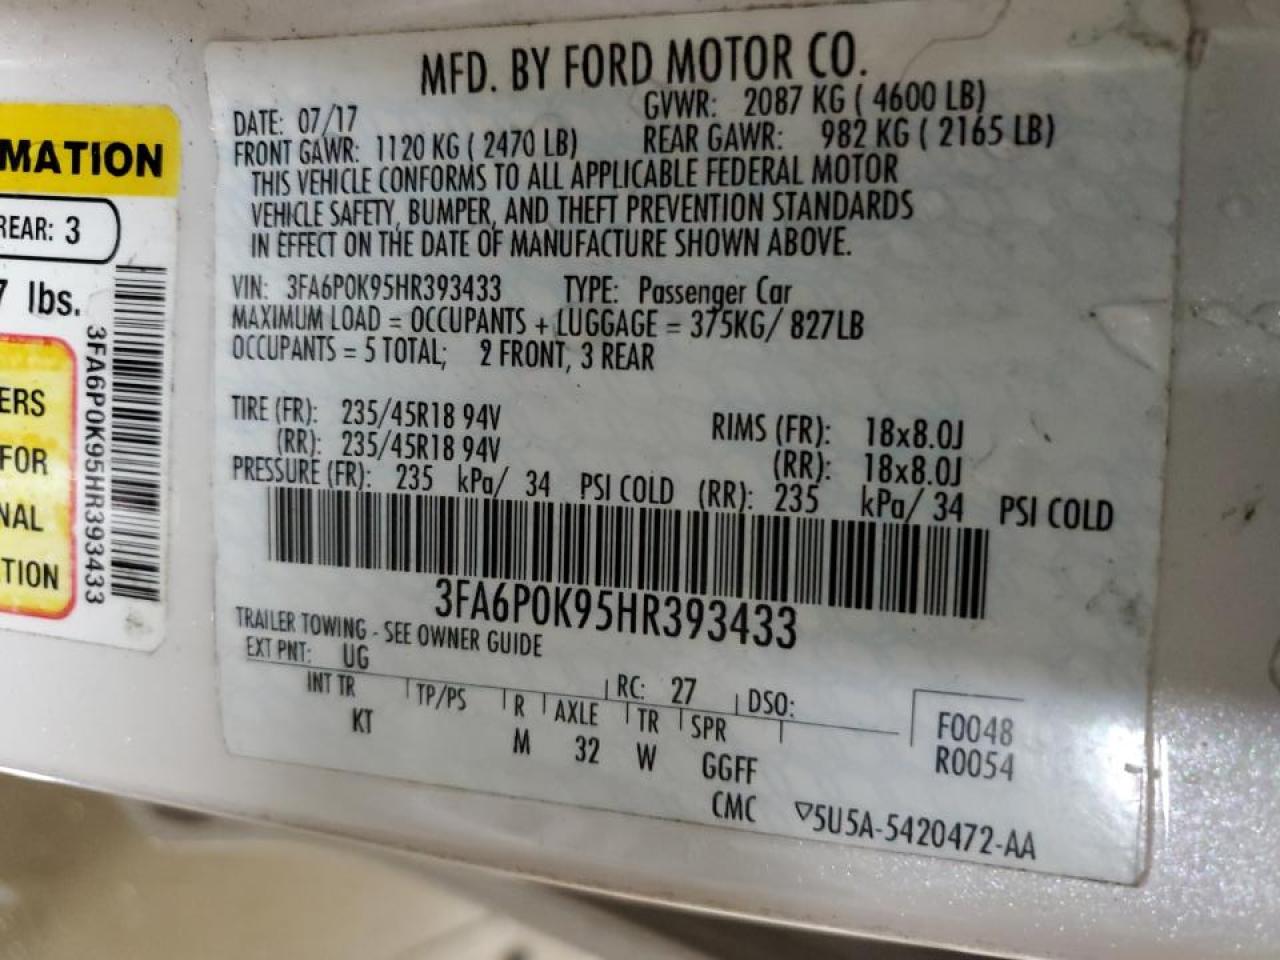 MATION
REAR: 3
7 lbs.
3FA6P0K95HR393433
ERS
FOR
NAL
TION
MFD. BY FORD MOTOR CO.
DATE: 07/17 GVWR: 2087 KG ( 4600 LB)
FRONT GAWR: 1120 KG ( 2470 LB) REAR GAWR: 982 KG ( 2165 LB)
THIS VEHICLE CONFORMS TO ALL APPLICABLE FEDERAL MOTOR
VEHICLE SAFETY, BUMPER, AND THEFT PREVENTION STANDARDS
IN EFFECT ON THE DATE OF MANUFACTURE SHOWN ABOVE.
VIN: 3FA6P0K95HR393433 TYPE: Passenger Car
MAXIMUM LOAD = OCCUPANTS + LUGGAGE = 375KG/ 827LB
OCCUPANTS = 5 TOTAL; 2 FRONT, 3 REAR
TIRE (FR): 235/45R18 94V RIMS (FR): 18x8.0J
(RR): 235/45R18 94V (RR): 18x8.0J
PRESSURE (FR): 235 kPa/ 34 PSI COLD (RR): 235 kPa/ 34 PSI COLD
3FA6P0K95HR393433
TRAILER TOWING - SEE OWNER GUIDE
EXT PNT: UG RC: 27 DSO:
INT TR TP/PS R AXLE TR SPR F0048
KT M 32 W GGFF R0054
CMC ▽5U5A-5420472-AA